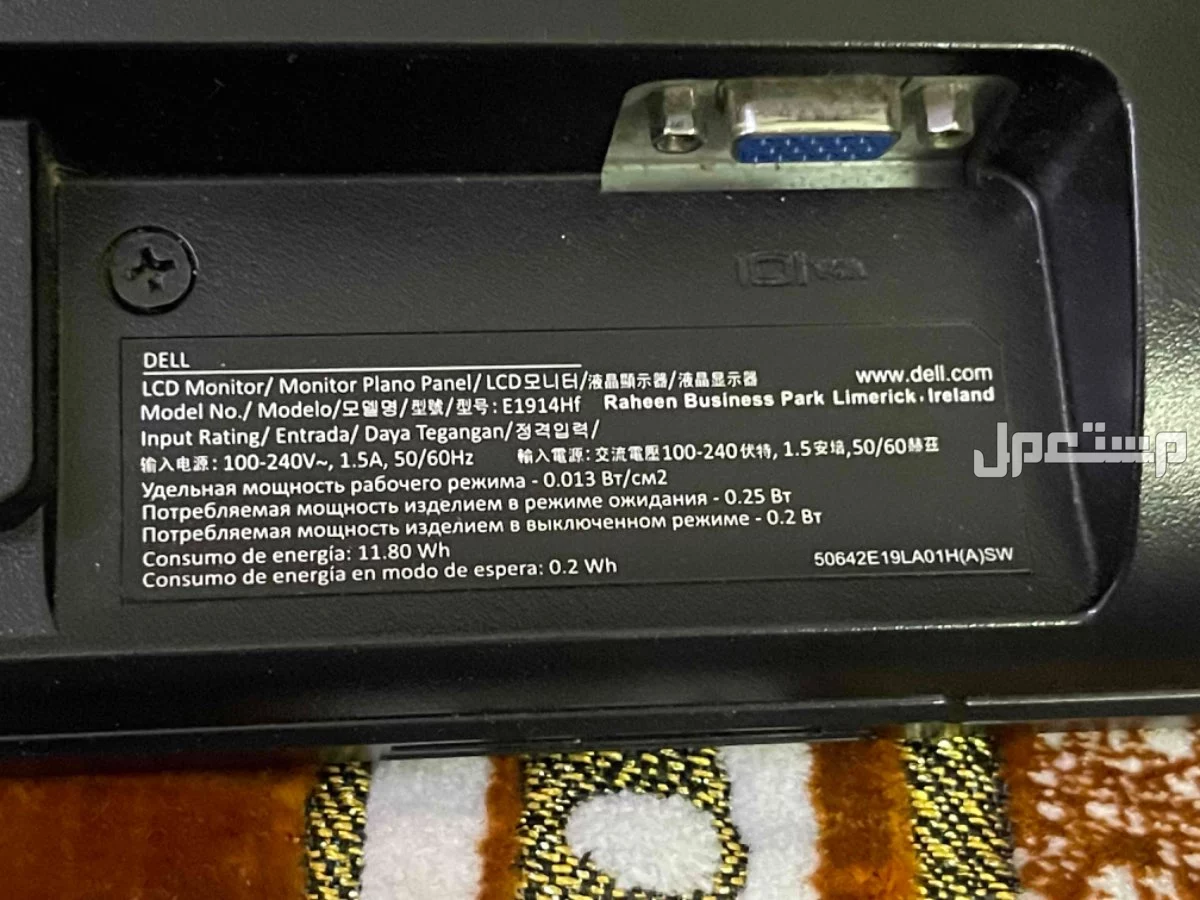 DELL
LCD Monitor/ Monitor Plano Panel/ LCD모니터/液晶顯示器/液晶显示器
www.dell.com
Model No./ Modelo/모델명/型號/型号: E1914Hf
Raheen Business Park Limerick, Ireland
Input Rating/ Entrada/ Daya Tegangan/정격입력/
输入电源: 100-240V~, 1.5A, 50/60Hz
輸入電源: 交流電壓100-240伏特, 1.5安培,50/60赫茲
Удельная мощность рабочего режима - 0.013 Вт/см2
Потребляемая мощность изделием в режиме ожидания - 0.25 Вт
Потребляемая мощность изделием в выключенном режиме - 0.2 Вт
Consumo de energía: 11.80 Wh
Consumo de energía en modo de espera: 0.2 Wh
50642E19LA01H(A)SW
مستعمل